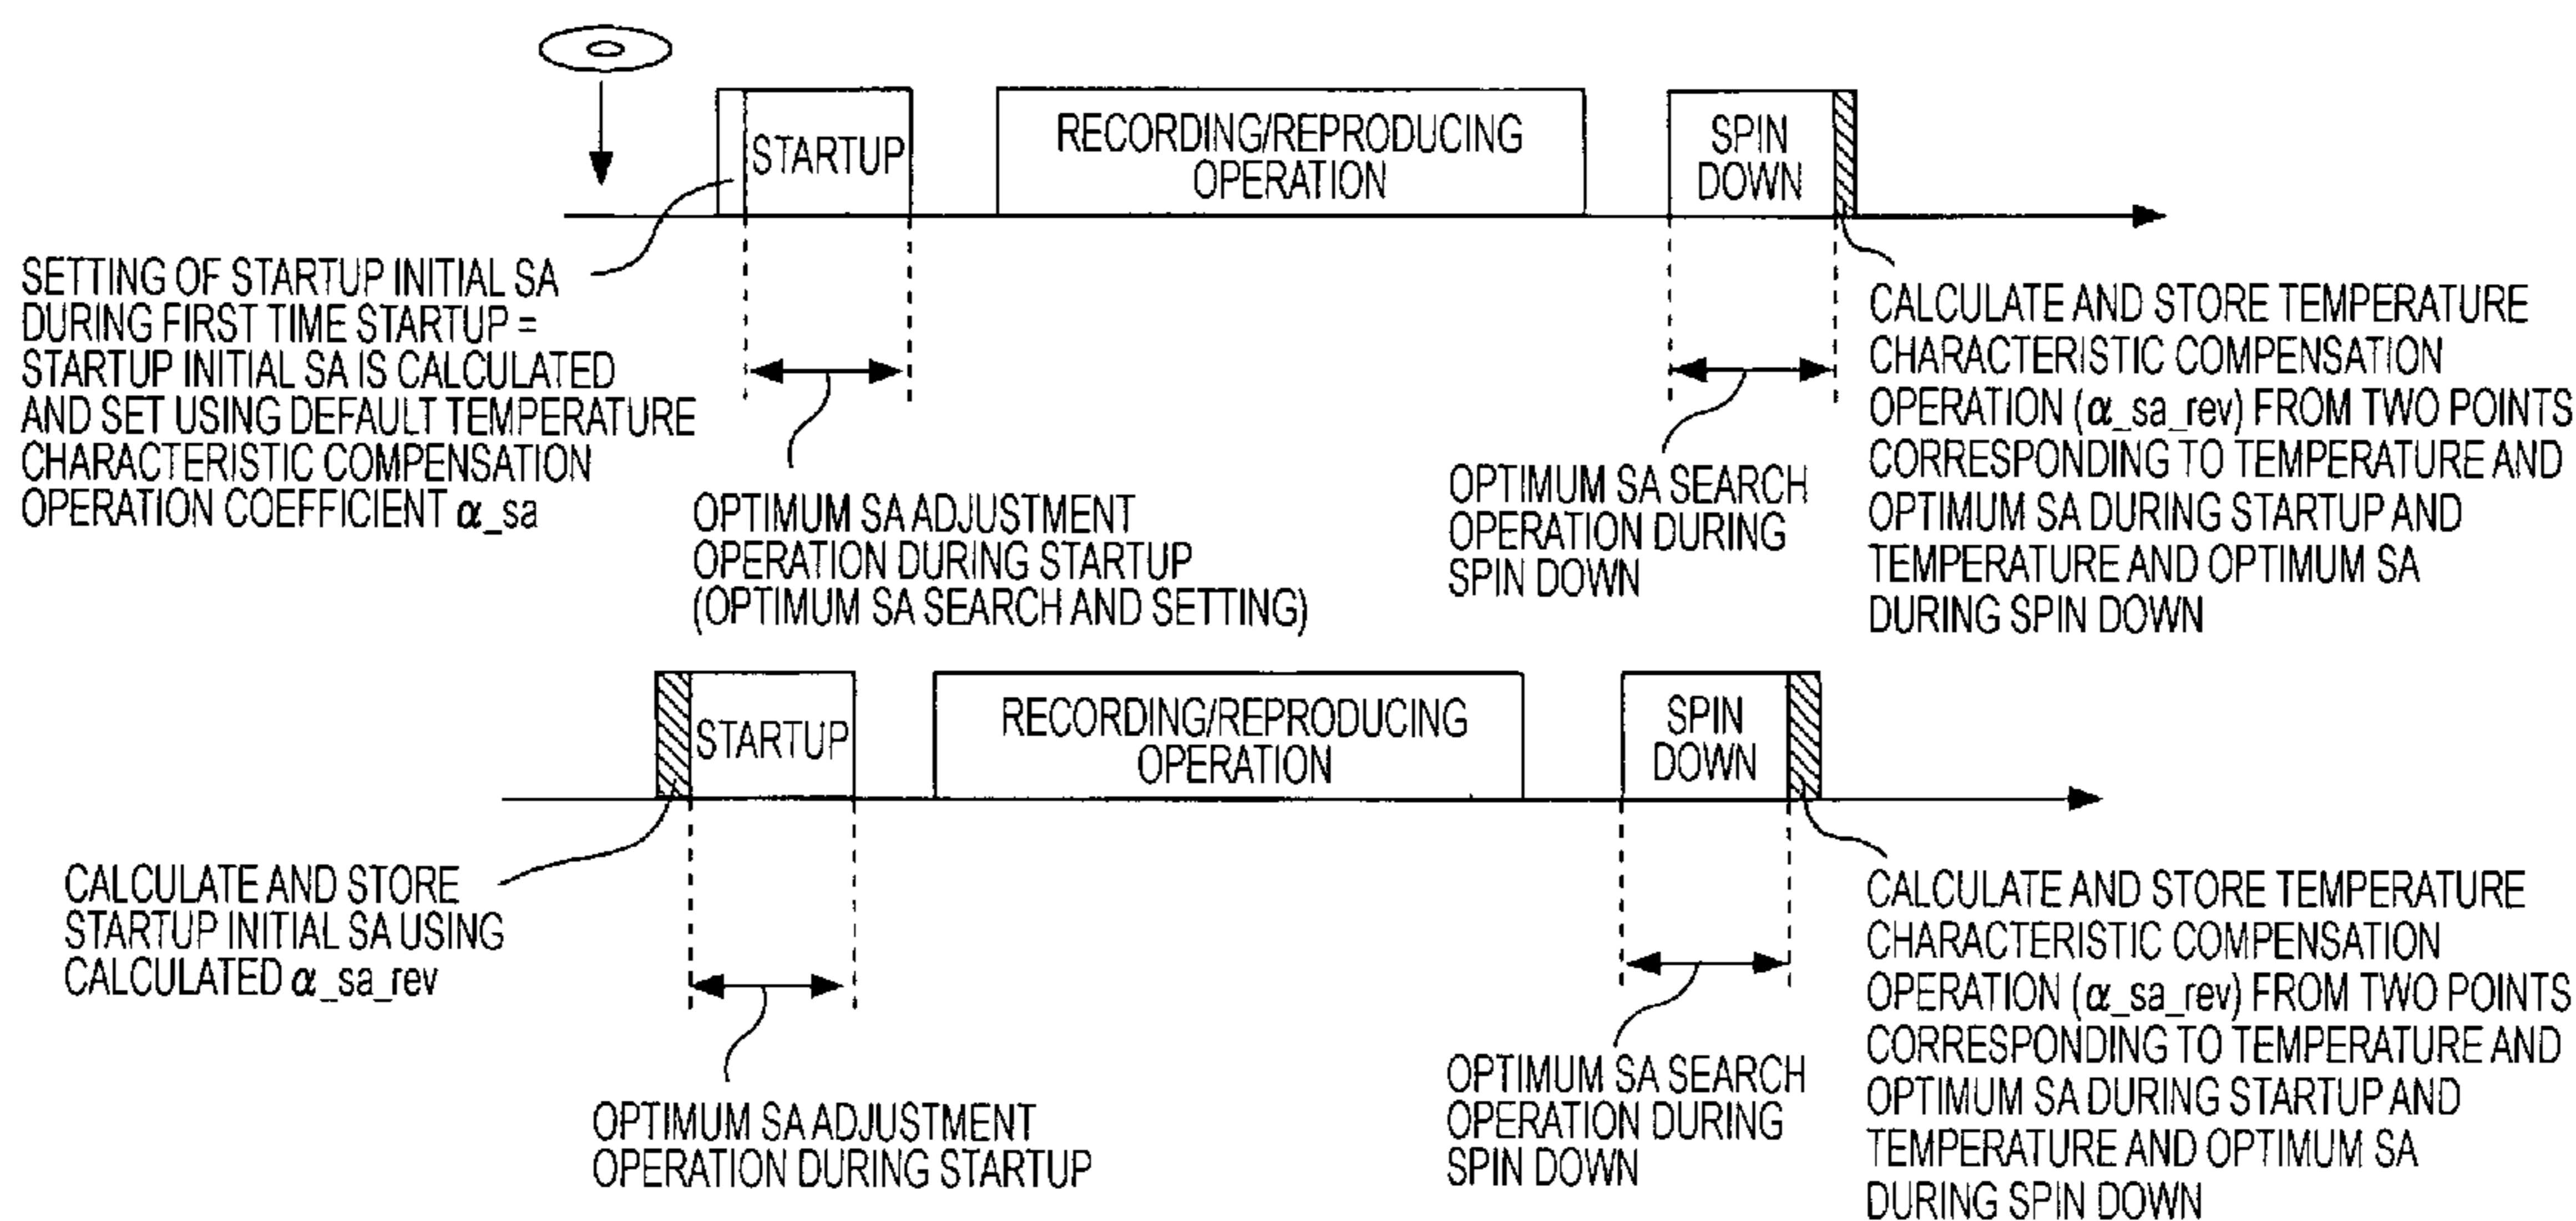 STARTUP
RECORDING/REPRODUCING
OPERATION
SPIN
DOWN
SETTING OF STARTUP INITIAL SA
DURING FIRST TIME STARTUP =
STARTUP INITIAL SA IS CALCULATED
AND SET USING DEFAULT TEMPERATURE
CHARACTERISTIC COMPENSATION
OPERATION COEFFICIENT α_sa
OPTIMUM SA ADJUSTMENT
OPERATION DURING STARTUP
(OPTIMUM SA SEARCH AND SETTING)
OPTIMUM SA SEARCH
OPERATION DURING
SPIN DOWN
CALCULATE AND STORE TEMPERATURE
CHARACTERISTIC COMPENSATION
OPERATION (α_sa_rev) FROM TWO POINTS
CORRESPONDING TO TEMPERATURE AND
OPTIMUM SA DURING STARTUP AND
TEMPERATURE AND OPTIMUM SA
DURING SPIN DOWN
STARTUP
RECORDING/REPRODUCING
OPERATION
SPIN
DOWN
CALCULATE AND STORE
STARTUP INITIAL SA USING
CALCULATED α_sa_rev
OPTIMUM SA ADJUSTMENT
OPERATION DURING STARTUP
OPTIMUM SA SEARCH
OPERATION DURING
SPIN DOWN
CALCULATE AND STORE TEMPERATURE
CHARACTERISTIC COMPENSATION
OPERATION (α_sa_rev) FROM TWO POINTS
CORRESPONDING TO TEMPERATURE AND
OPTIMUM SA DURING STARTUP AND
TEMPERATURE AND OPTIMUM SA
DURING SPIN DOWN